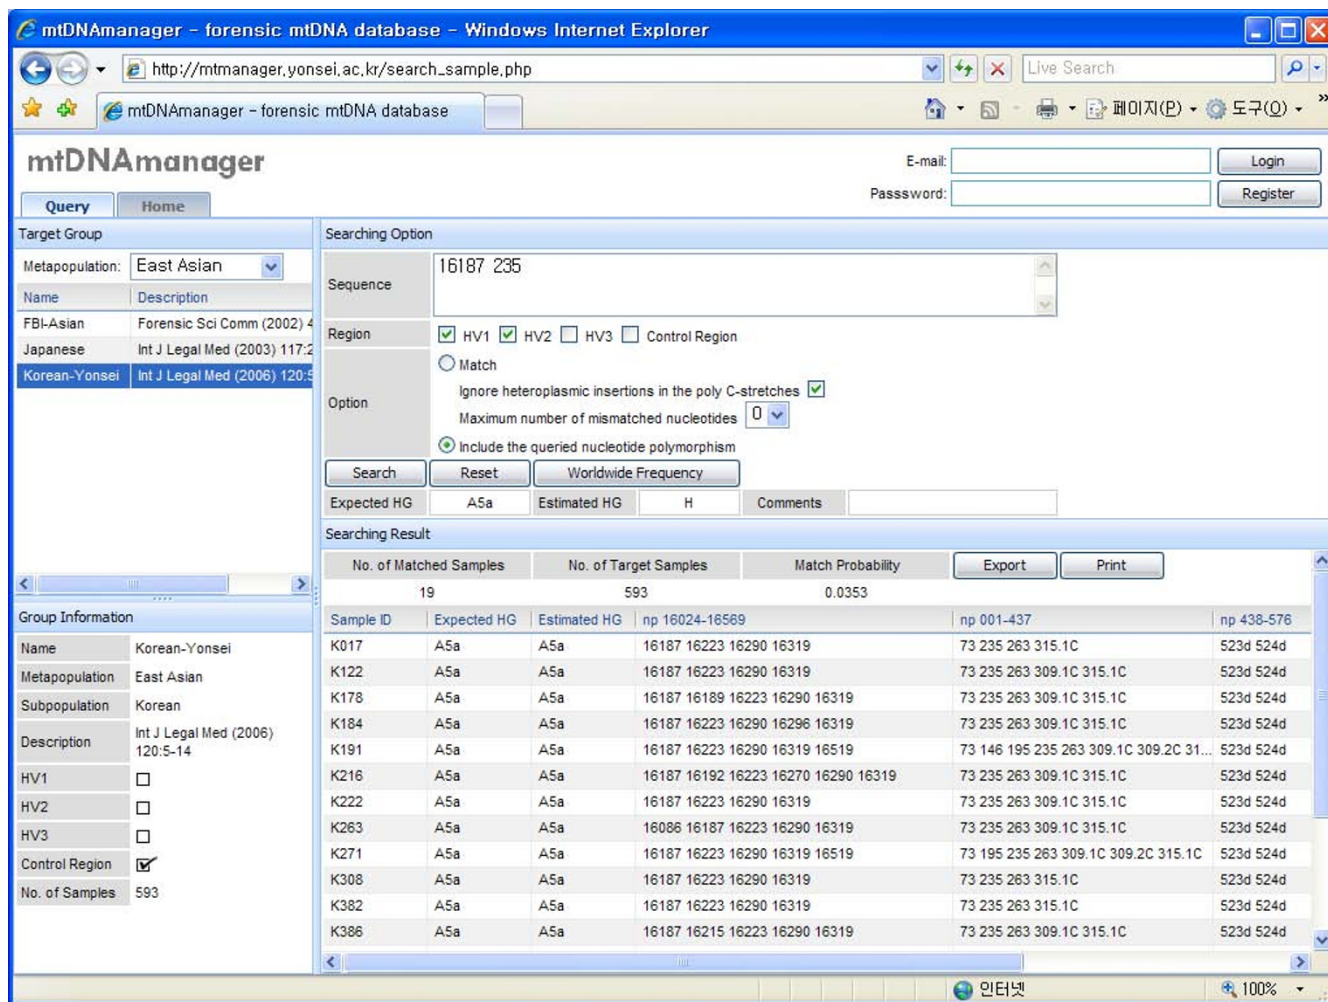 mtDNAmanager - forensic mtDNA database - Windows Internet Explorer
http://mtmanager.yonsei.ac.kr/search_sample.php
Live Search
mtDNAmanager - forensic mtDNA database
페이지(P)
도구(O)
mtDNAmanager
E-mail:
Login
Passsword:
Register
Query
Home
Target Group
Metapopulation: East Asian
Name Description
FBI-Asian Forensic Sci Comm (2002) 4
Japanese Int J Legal Med (2003) 117:2
Korean-Yonsei Int J Legal Med (2006) 120:5
Group Information
Name Korean-Yonsei
Metapopulation East Asian
Subpopulation Korean
Description Int J Legal Med (2006)
120:5-14
HV1
HV2
HV3
Control Region
No. of Samples 593
Searching Option
Sequence 16187 235
Region HV1 HV2 HV3 Control Region
Option
Match
Ignore heteroplasmic insertions in the poly C-stretches
Maximum number of mismatched nucleotides 0
Include the queried nucleotide polymorphism
Search Reset Worldwide Frequency
Expected HG A5a Estimated HG H Comments
Searching Result
No. of Matched Samples No. of Target Samples Match Probability Export Print
19 593 0.0353
Sample ID Expected HG Estimated HG np 16024-16569 np 001-437 np 438-576
K017 A5a A5a 16187 16223 16290 16319 73 235 263 315.1C 523d 524d
K122 A5a A5a 16187 16223 16290 16319 73 235 263 309.1C 315.1C 523d 524d
K178 A5a A5a 16187 16189 16223 16290 16319 73 235 263 309.1C 315.1C 523d 524d
K184 A5a A5a 16187 16223 16290 16296 16319 73 235 263 309.1C 315.1C 523d 524d
K191 A5a A5a 16187 16223 16290 16319 16519 73 146 195 235 263 309.1C 309.2C 31... 523d 524d
K216 A5a A5a 16187 16192 16223 16270 16290 16319 73 235 263 309.1C 315.1C 523d 524d
K222 A5a A5a 16187 16223 16290 16319 73 235 263 309.1C 315.1C 523d 524d
K263 A5a A5a 16086 16187 16223 16290 16319 73 235 263 309.1C 315.1C 523d 524d
K271 A5a A5a 16187 16223 16290 16319 16519 73 195 235 263 309.1C 309.2C 315.1C 523d 524d
K308 A5a A5a 16187 16223 16290 16319 73 235 263 315.1C 523d 524d
K382 A5a A5a 16187 16223 16290 16319 73 235 263 315.1C 523d 524d
K386 A5a A5a 16187 16215 16223 16290 16319 73 235 263 309.1C 315.1C 523d 524d
인터넷
100%